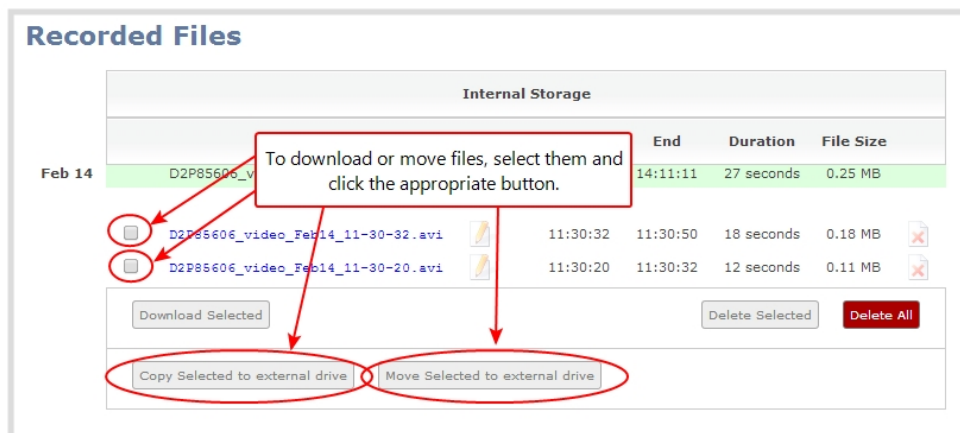 Recorded Files
Internal Storage
End Duration File Size
To download or move files, select them and
click the appropriate button.
Feb 14 D2P85606_v 14:11:11 27 seconds 0.25 MB
D2P85606_video_Feb14_11-30-32.avi 11:30:32 11:30:50 18 seconds 0.18 MB
D2P85606_video_Feb14_11-30-20.avi 11:30:20 11:30:32 12 seconds 0.11 MB
Download Selected Delete Selected Delete All
Copy Selected to external drive Move Selected to external drive